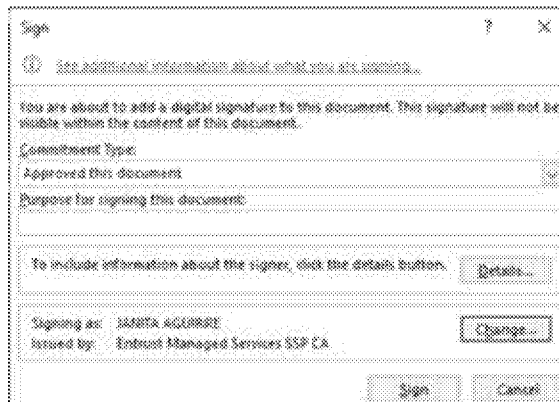 Sign ? ×
See additional information about what you are signing...
You are about to add a digital signature to this document. This signature will not be
visible within the content of this document.
Commitment Type:
Approved this document
Purpose for signing this document:
To include information about the signer, click the details button.
Details...
Signing as: JANITA AGUIRRE
Change...
Issued by: Entrust Managed Services SSP CA
Sign Cancel